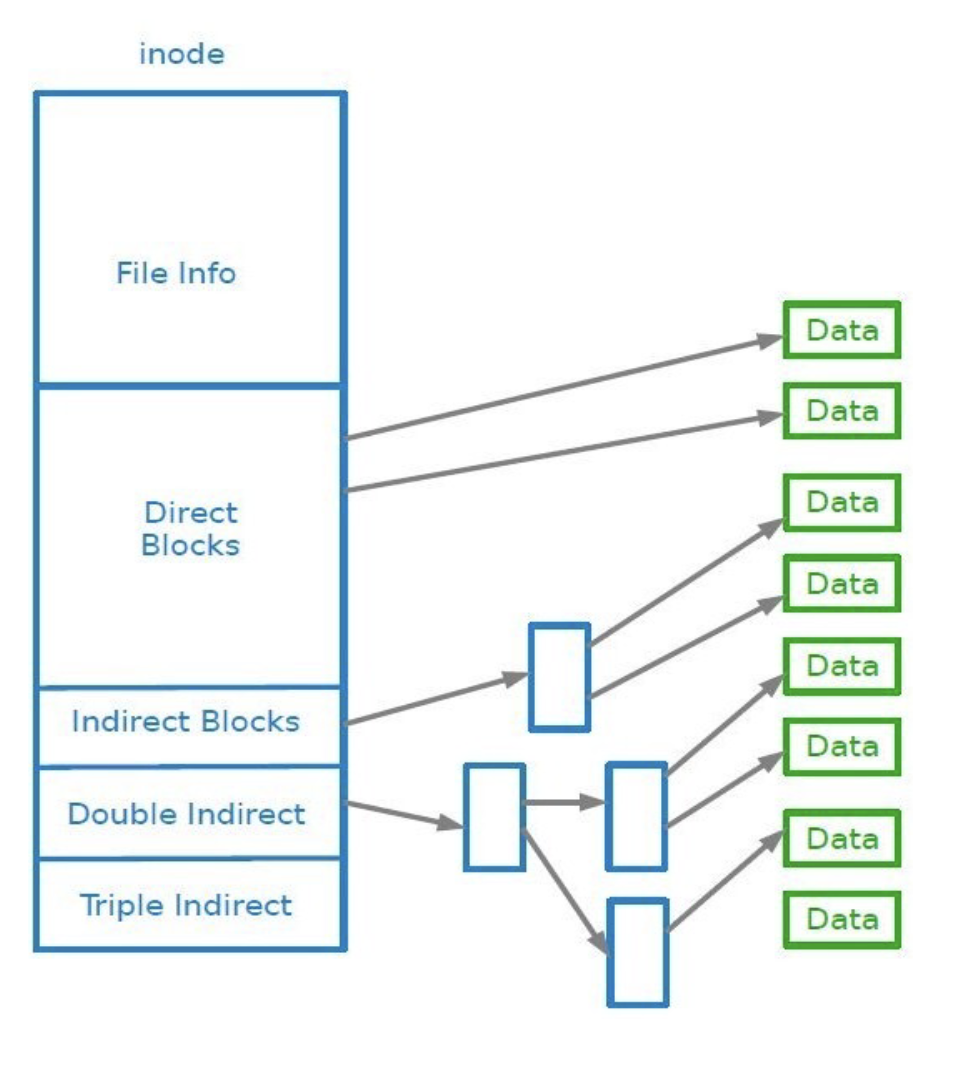 inode
File Info
Direct
Blocks
Indirect Blocks
Double Indirect
Triple Indirect
Data
Data
Data
Data
Data
Data
Data
Data